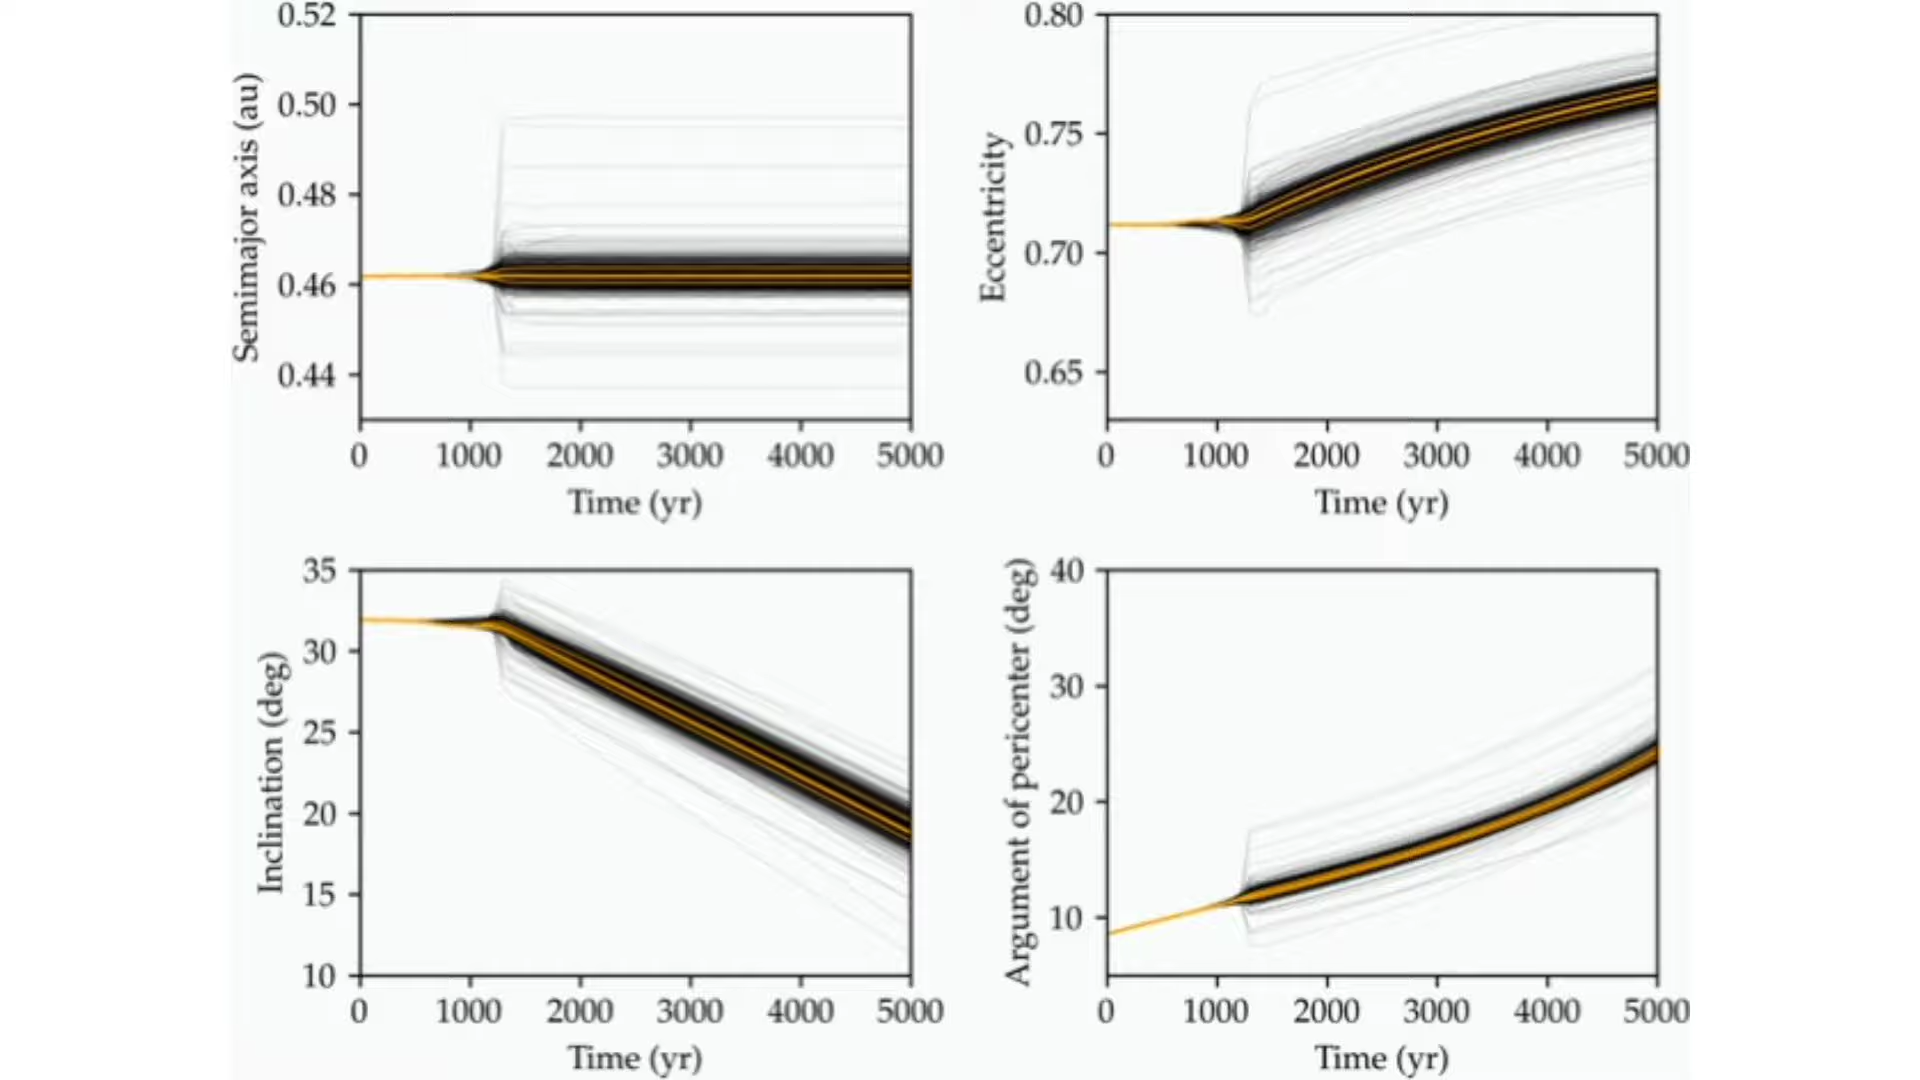 Semimajor axis (au)
0.52
0.50
0.48
0.46
0.44
0 1000 2000 3000 4000 5000
Time (yr)
Eccentricity
0.80
0.75
0.70
0.65
0 1000 2000 3000 4000 5000
Time (yr)
Inclination (deg)
35
30
25
20
15
10
0 1000 2000 3000 4000 5000
Time (yr)
Argument of pericenter (deg)
40
30
20
10
0 1000 2000 3000 4000 5000
Time (yr)